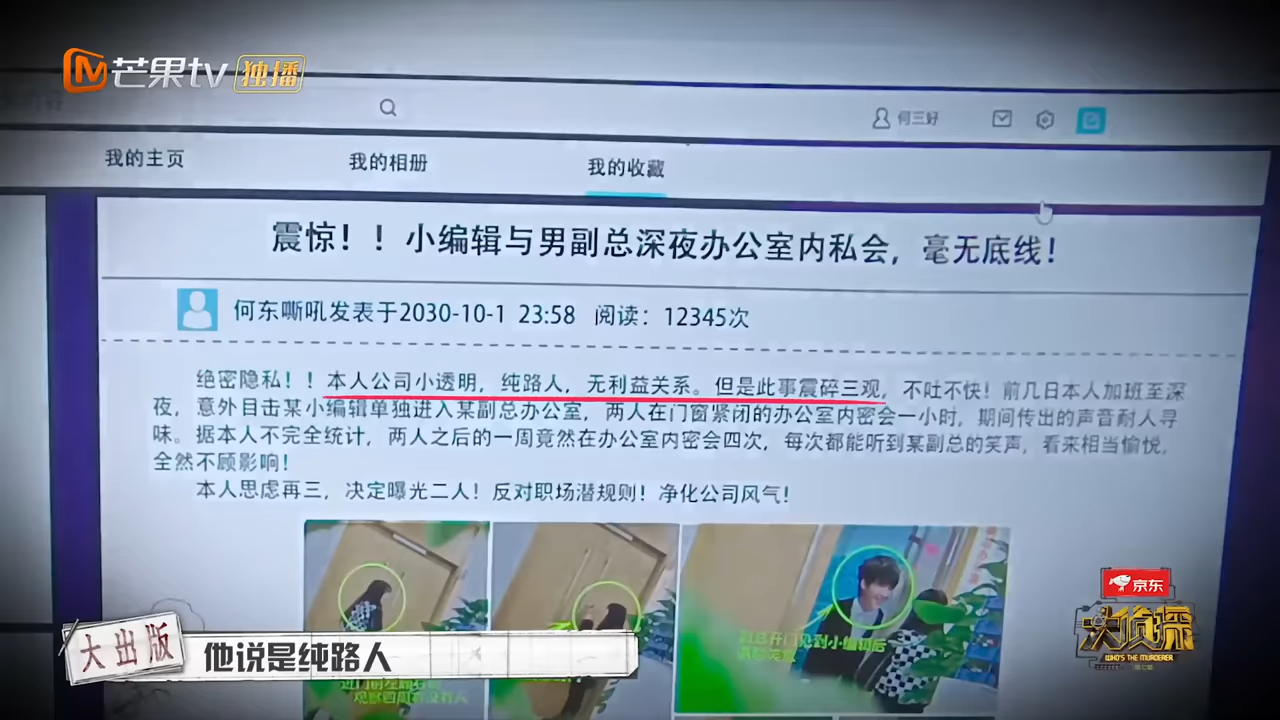 芒果tv 独播
何三好
我的主页 我的相册 我的收藏
震惊！！小编辑与男副总深夜办公室内私会，毫无底线！
何东嘶吼发表于2030-10-1 23:58 阅读：12345次
绝密隐私！！本人公司小透明，纯路人，无利益关系。但是此事震碎三观，不吐不快！前几日本人加班至深
夜，意外目击某小编辑单独进入某副总办公室，两人在门窗紧闭的办公室内密会一小时，期间传出的声音耐人寻
味。据本人不完全统计，两人之后的一周竟然在办公室内密会四次，每次都能听到某副总的笑声，看来相当愉悦，
全然不顾影响！
本人思虑再三，决定曝光二人！反对职场潜规则！净化公司风气！
观察四周有没有人
京东
大侦探
WHO'S THE MURDERER
大出版
他说是纯路人